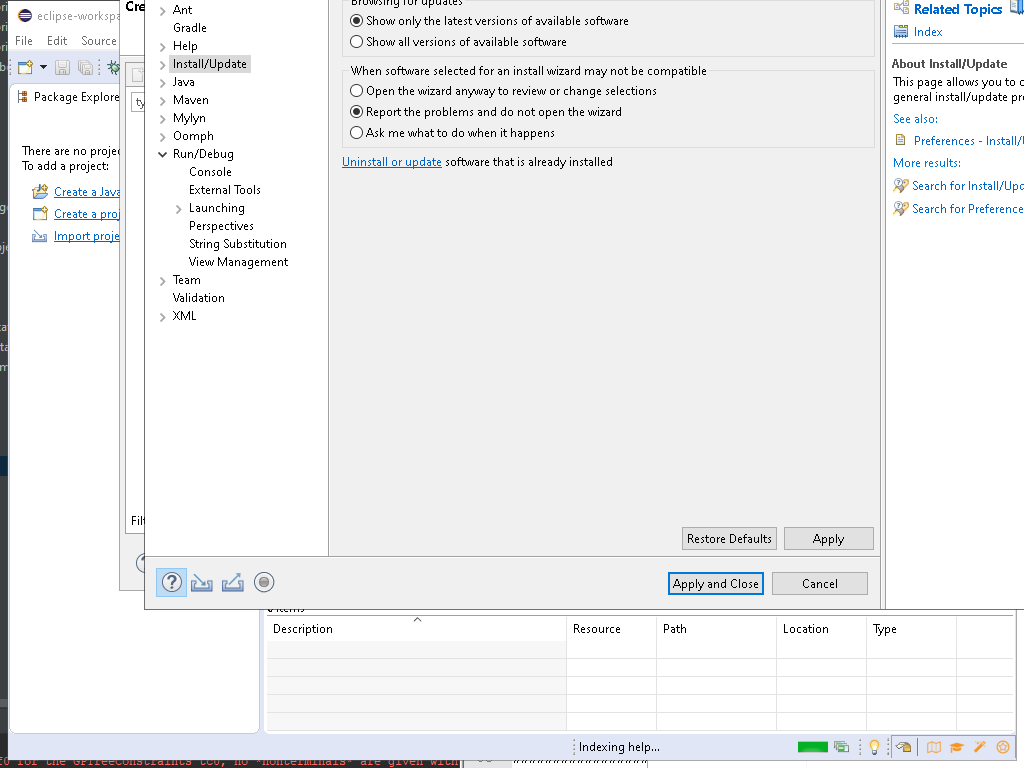 eclipse-workspa
File Edit Source
Package Explore
There are no projec
To add a project:
Create a Java
Create a proj
Import proje
Cre
ty
Filt
Ant
Gradle
Help
Install/Update
Java
Maven
Mylyn
Oomph
Run/Debug
Console
External Tools
Launching
Perspectives
String Substitution
View Management
Team
Validation
XML
Browsing for updates
Show only the latest versions of available software
Show all versions of available software
When software selected for an install wizard may not be compatible
Open the wizard anyway to review or change selections
Report the problems and do not open the wizard
Ask me what to do when it happens
Uninstall or update software that is already installed
Restore Defaults Apply
Apply and Close Cancel
Related Topics
Index
About Install/Update
This page allows you to c
general install/update pr
See also:
Preferences - Install/U
More results:
Search for Install/Upd
Search for Preference
items
Description Resource Path Location Type
Indexing help...
for the GPTreeConstraints tc0, no *nonterminals* are given with